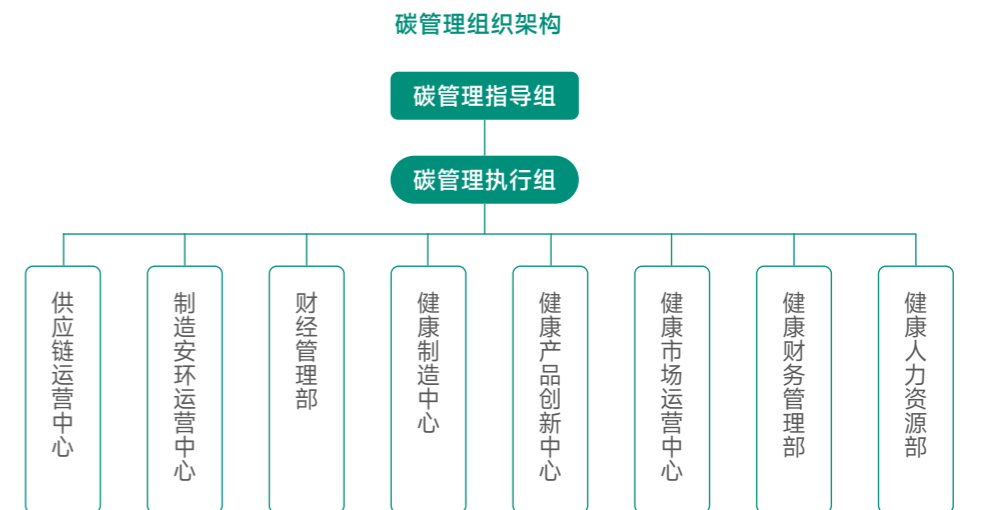 碳管理组织架构
碳管理指导组
碳管理执行组
供应链运营中心
制造安环运营中心
财经管理部
健康制造中心
健康产品创新中心
健康市场运营中心
健康财务管理部
健康人力资源部